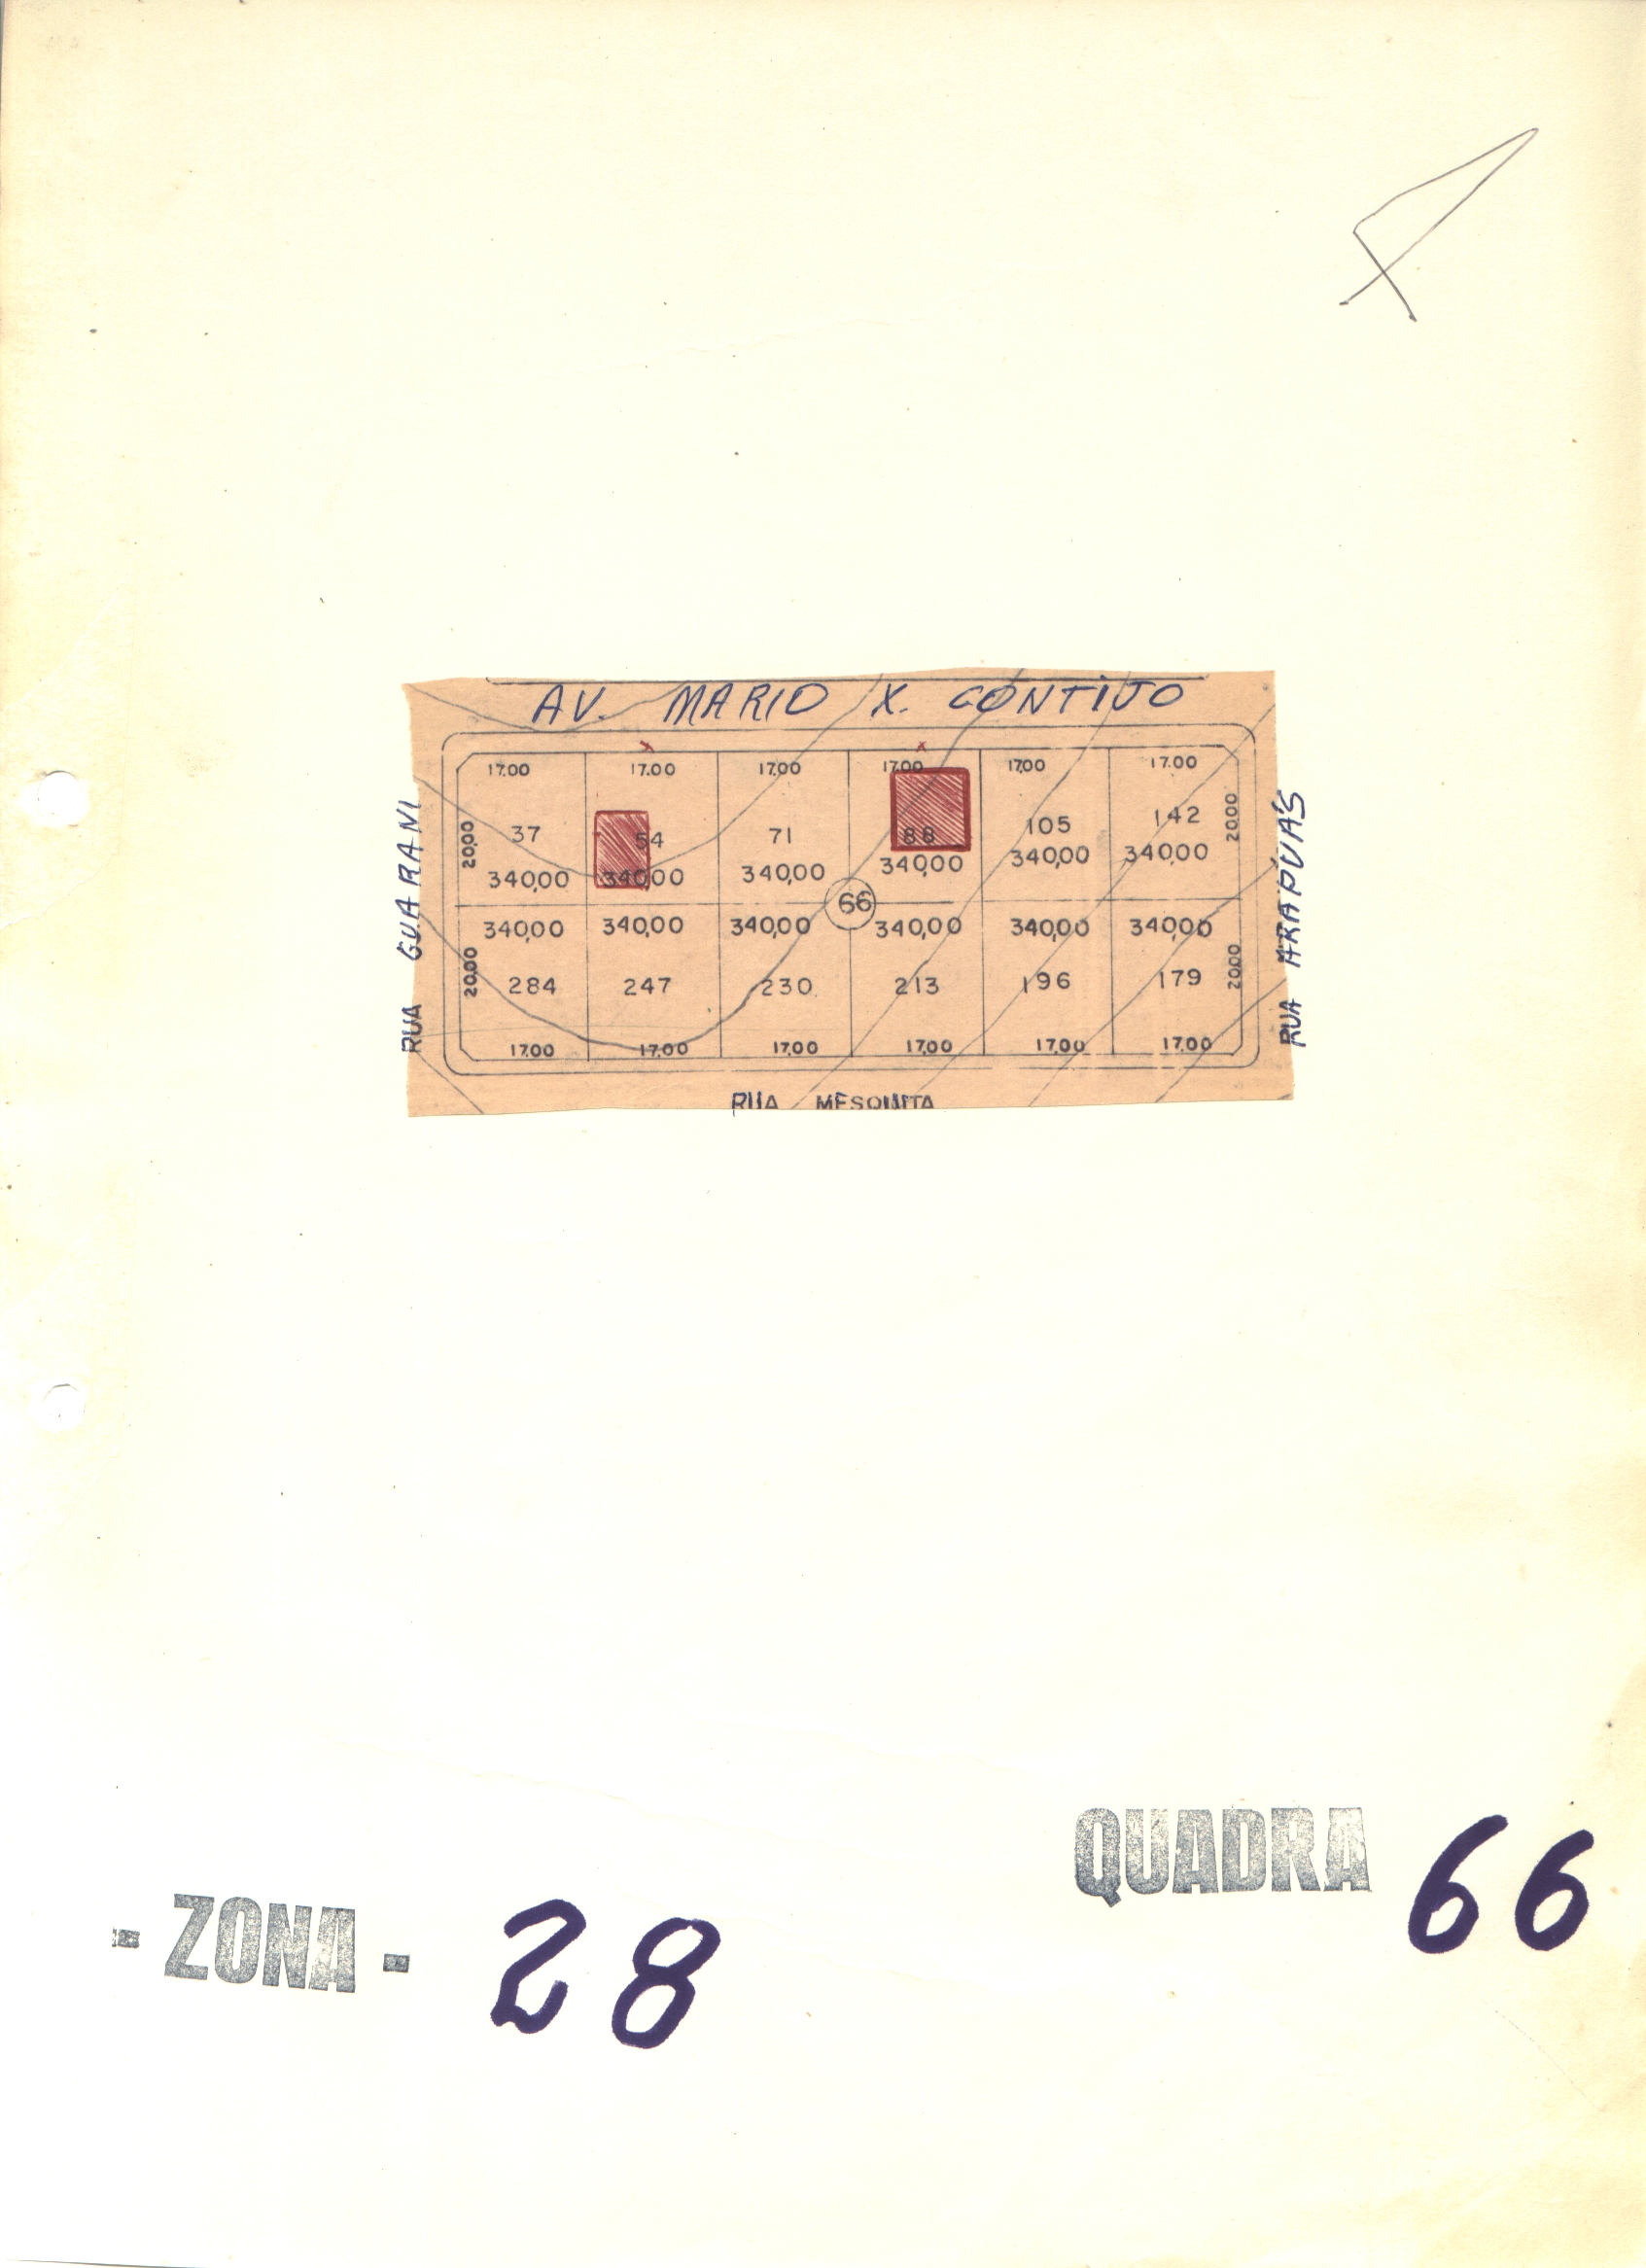 AV. MARIO X. CONTIJO
17.00 17.00 17.00 17.00 17.00 17.00
37 54 71 88 105 142
20.00 20.00
340,00 340,00 340,00 340,00 340,00 340,00
66
340,00 340,00 340,00 340,00 340,00 340,00
284 247 230 213 196 179
20.00 20.00
17.00 17.00 17.00 17.00 17.00 17.00
RUA GUARANI
RUA ARAPUÁS
RUA MESQUITA
QUADRA 66
- ZONA - 28